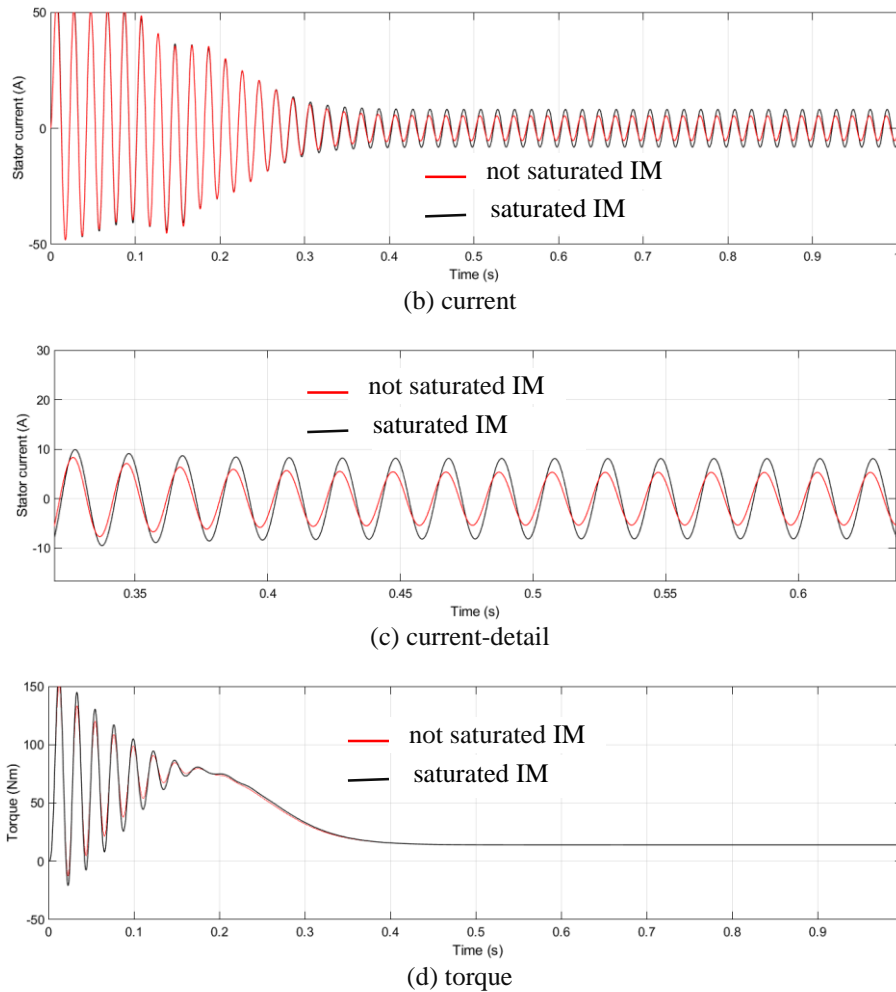 50
0
-50
Stator current (A)
not saturated IM
saturated IM
0 0.1 0.2 0.3 0.4 0.5 0.6 0.7 0.8 0.9
Time (s)
(b) current
30
20
10
0
-10
Stator current (A)
not saturated IM
saturated IM
0.35 0.4 0.45 0.5 0.55 0.6
Time (s)
(c) current-detail
150
100
50
0
-50
Torque (Nm)
not saturated IM
saturated IM
0 0.1 0.2 0.3 0.4 0.5 0.6 0.7 0.8 0.9
Time (s)
(d) torque